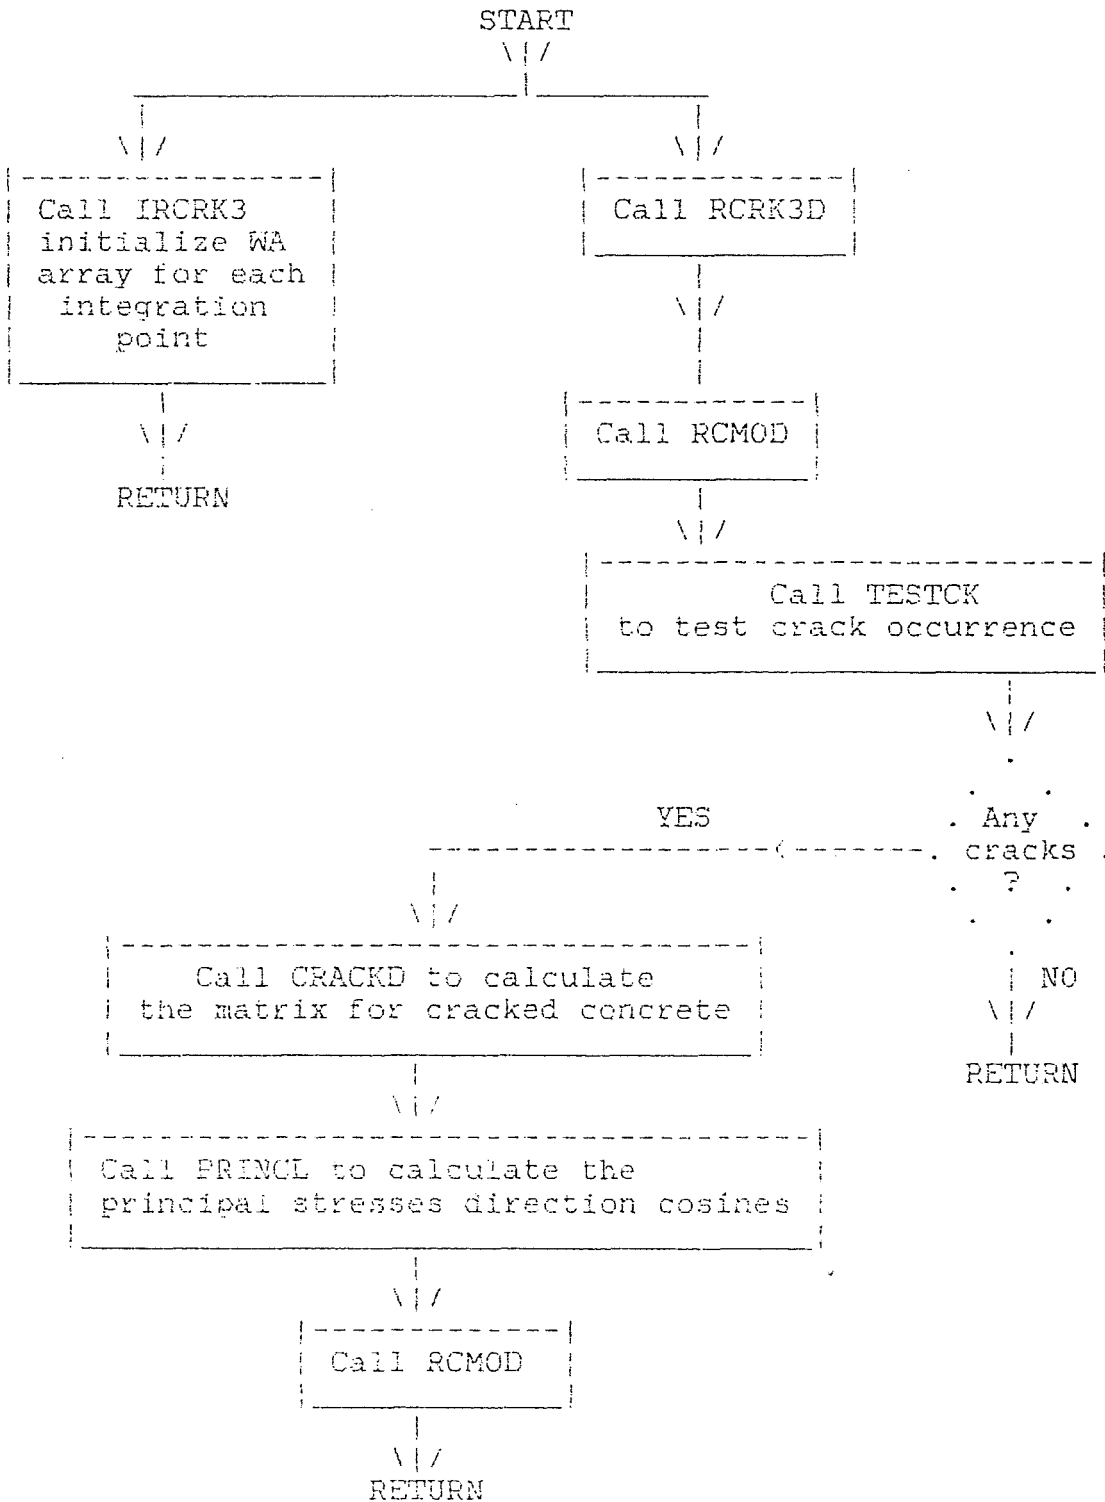 START
Call IRCRK3
initialize WA
array for each
integration
point
RETURN
Call RCRK3D
Call RCMOD
Call TESTCK
to test crack occurrence
Any
cracks
?
YES
NO
RETURN
Call CRACKD to calculate
the matrix for cracked concrete
Call PRINCL to calculate the
principal stresses direction cosines
Call RCMOD
RETURN